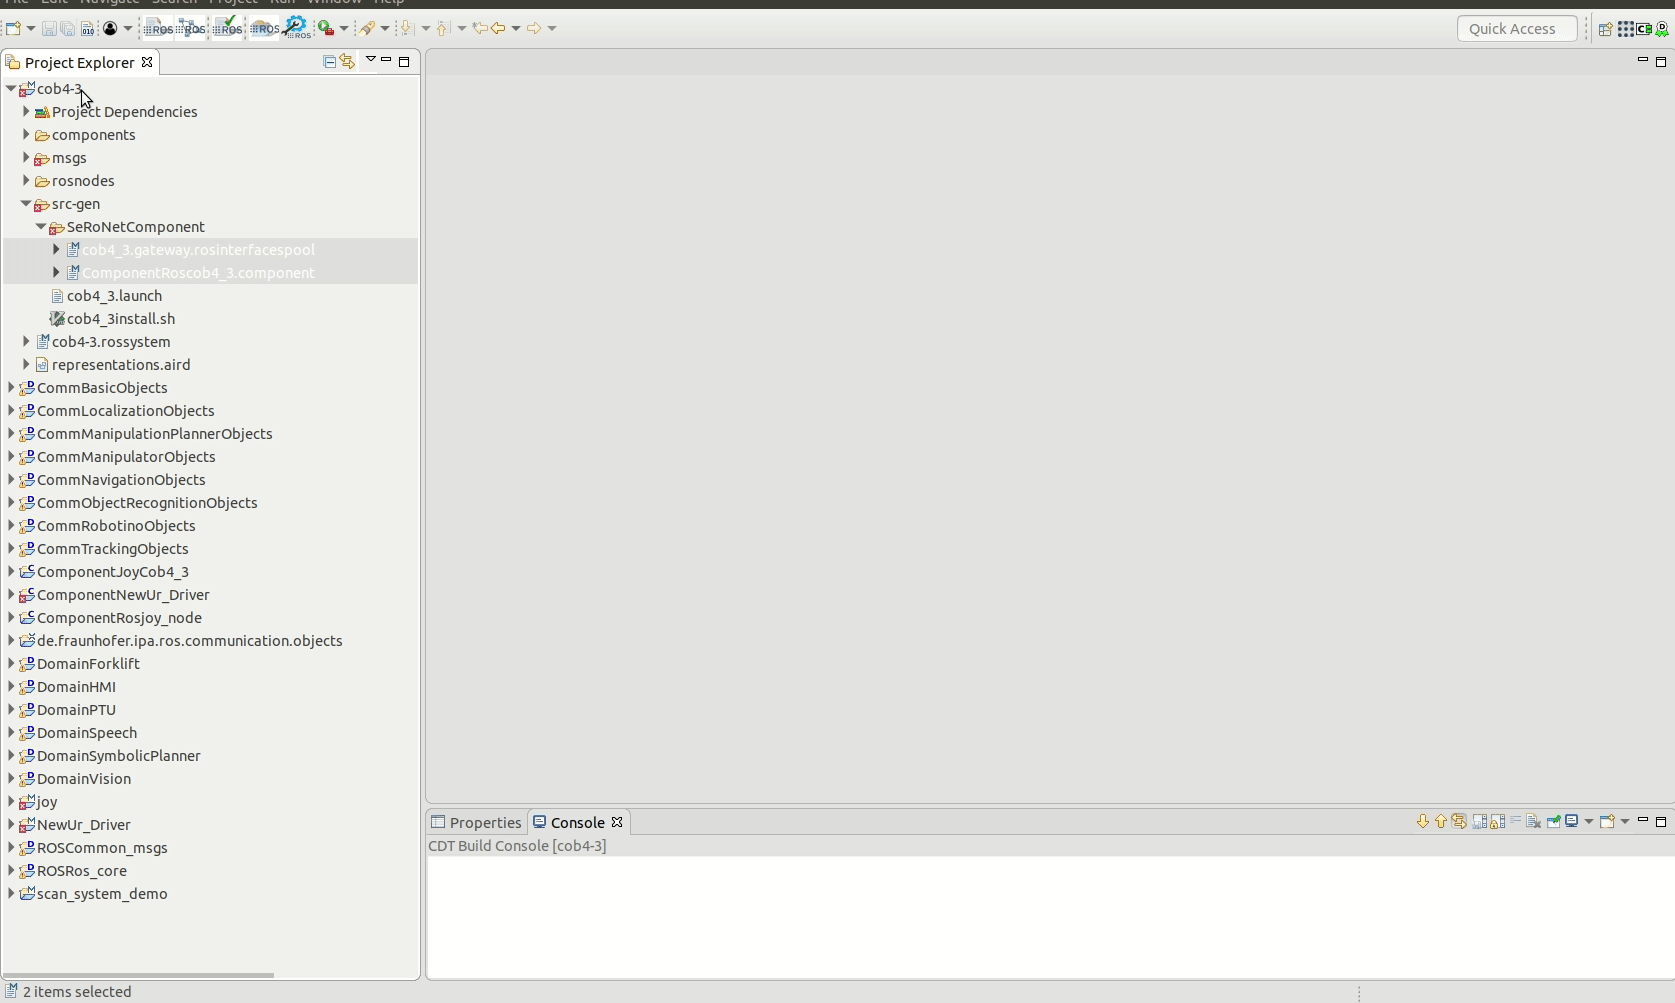 File Edit Navigate Search Project Run Window Help
010 ROS ROS ROS ROS ROS Quick Access
Project Explorer
cob4-3
Project Dependencies
components
msgs
rosnodes
src-gen
SeRoNetComponent
cob4_3.gateway.rosinterfacespool
ComponentRoscob4_3.component
cob4_3.launch
cob4_3install.sh
cob4-3.rossystem
representations.aird
CommBasicObjects
CommLocalizationObjects
CommManipulationPlannerObjects
CommManipulatorObjects
CommNavigationObjects
CommObjectRecognitionObjects
CommRobotinoObjects
CommTrackingObjects
ComponentJoyCob4_3
ComponentNewUr_Driver
ComponentRosjoy_node
de.fraunhofer.ipa.ros.communication.objects
DomainForklift
DomainHMI
DomainPTU
DomainSpeech
DomainSymbolicPlanner
DomainVision
joy
NewUr_Driver
ROSCommon_msgs
ROSRos_core
scan_system_demo
Properties Console
CDT Build Console [cob4-3]
2 items selected